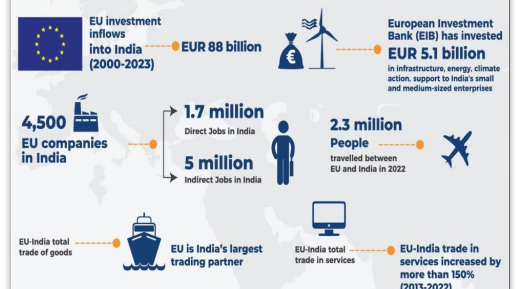 EU investment
inflows
into India
(2000-2023)
EUR 88 billion
€
European Investment
Bank (EIB) has invested
EUR 5.1 billion
in infrastructure, energy, climate
action, support to India's small
and medium-sized enterprises
4,500
EU companies
in India
1.7 million
Direct Jobs in India
5 million
Indirect Jobs in India
2.3 million
People
travelled between
EU and India in 2022
EU-India total
trade of goods
EU is India's largest
trading partner
EU-India total
trade in services
EU-India trade in
services increased by
more than 150%
(2013-2022)